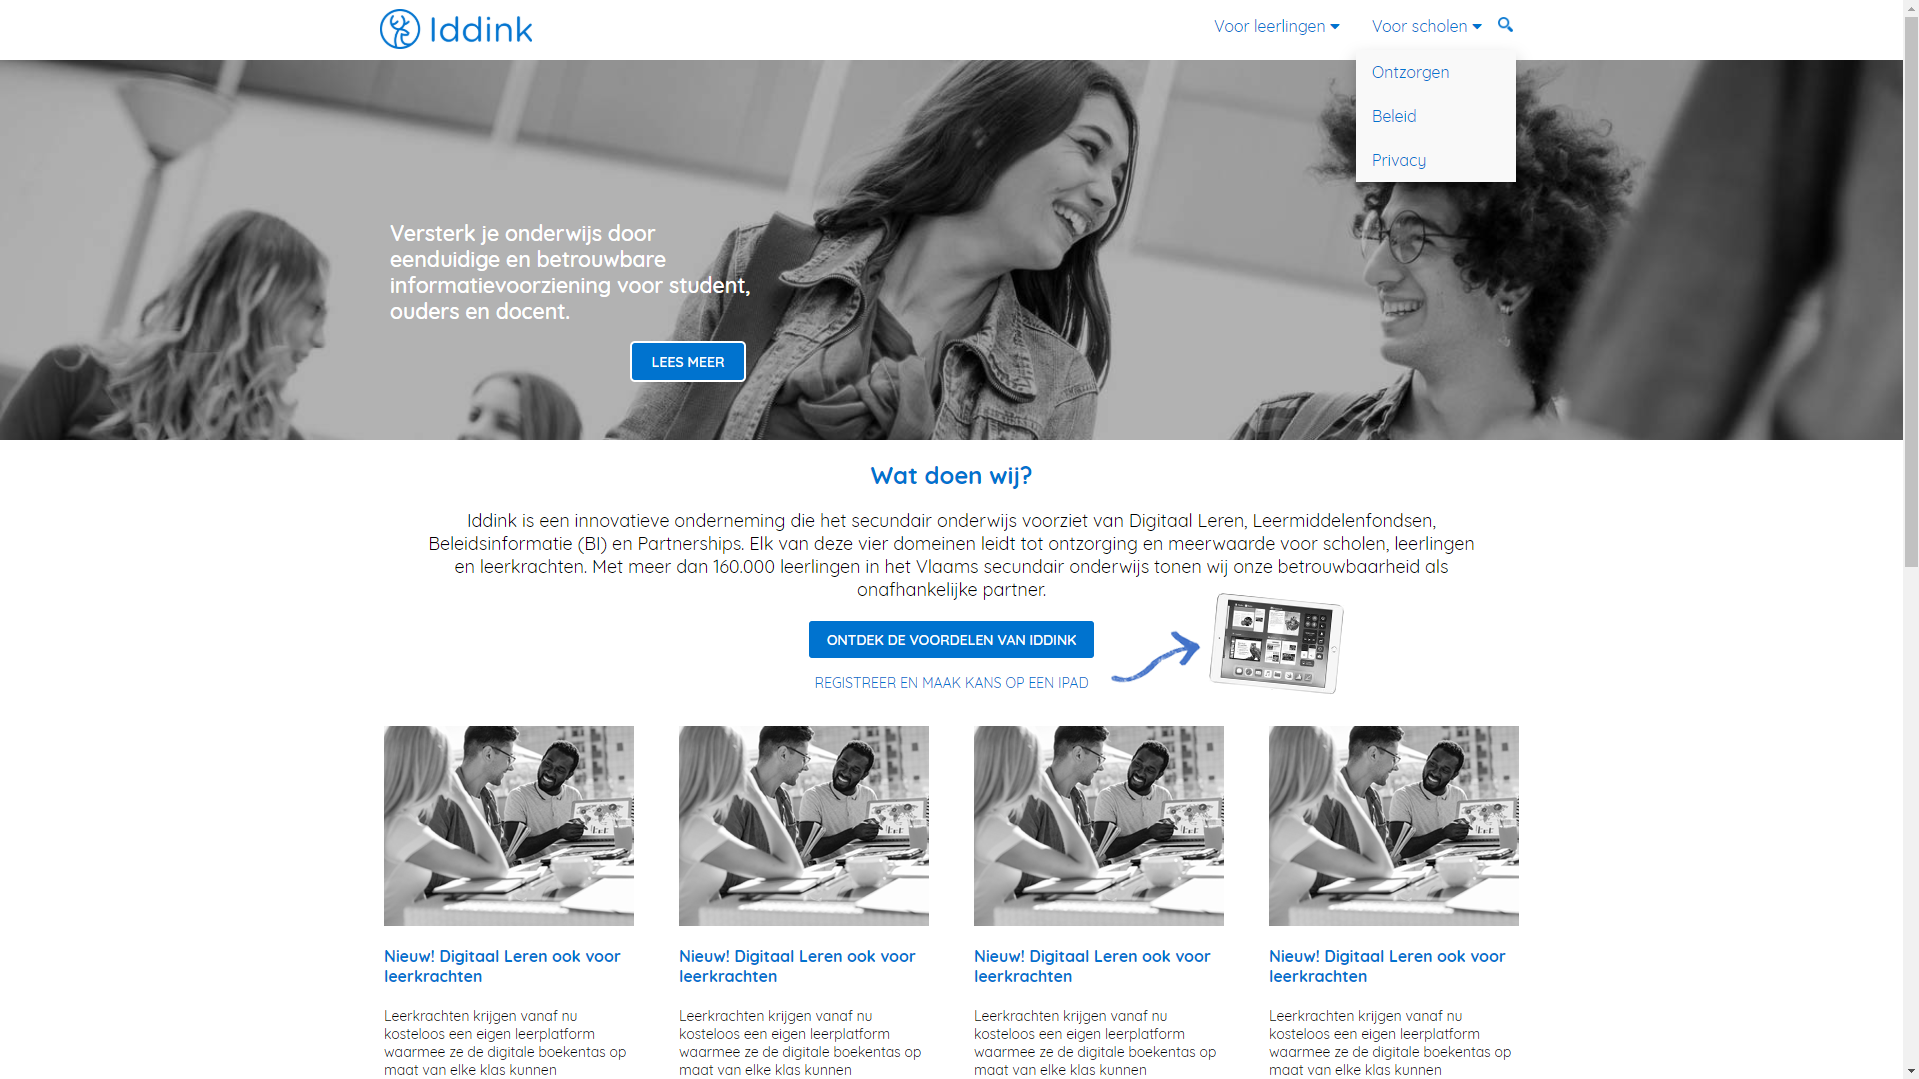 Iddink
Voor leerlingen
Voor scholen
Ontzorgen
Beleid
Privacy
Versterk je onderwijs door
eenduidige en betrouwbare
informatievoorziening voor student,
ouders en docent.
LEES MEER
Wat doen wij?
Iddink is een innovatieve onderneming die het secundair onderwijs voorziet van Digitaal Leren, Leermiddelenfondsen,
Beleidsinformatie (BI) en Partnerships. Elk van deze vier domeinen leidt tot ontzorging en meerwaarde voor scholen, leerlingen
en leerkrachten. Met meer dan 160.000 leerlingen in het Vlaams secundair onderwijs tonen wij onze betrouwbaarheid als
onafhankelijke partner.
ONTDEK DE VOORDELEN VAN IDDINK
REGISTREER EN MAAK KANS OP EEN IPAD
Nieuw! Digitaal Leren ook voor
leerkrachten
Leerkrachten krijgen vanaf nu
kosteloos een eigen leerplatform
waarmee ze de digitale boekentas op
maat van elke klas kunnen
Nieuw! Digitaal Leren ook voor
leerkrachten
Leerkrachten krijgen vanaf nu
kosteloos een eigen leerplatform
waarmee ze de digitale boekentas op
maat van elke klas kunnen
Nieuw! Digitaal Leren ook voor
leerkrachten
Leerkrachten krijgen vanaf nu
kosteloos een eigen leerplatform
waarmee ze de digitale boekentas op
maat van elke klas kunnen
Nieuw! Digitaal Leren ook voor
leerkrachten
Leerkrachten krijgen vanaf nu
kosteloos een eigen leerplatform
waarmee ze de digitale boekentas op
maat van elke klas kunnen